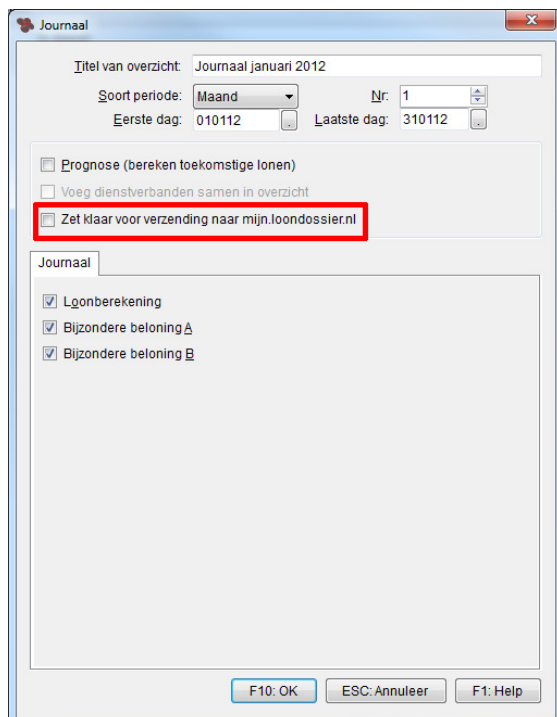 Journaal
Titel van overzicht: Journaal januari 2012
Soort periode: Maand Nr: 1
Eerste dag: 010112 . Laatste dag: 310112 .
Prognose (bereken toekomstige lonen)
Voeg dienstverbanden samen in overzicht
Zet klaar voor verzending naar mijn.loondossier.nl
Journaal
Loonberekening
Bijzondere beloning A
Bijzondere beloning B
F10: OK ESC: Annuleer F1: Help